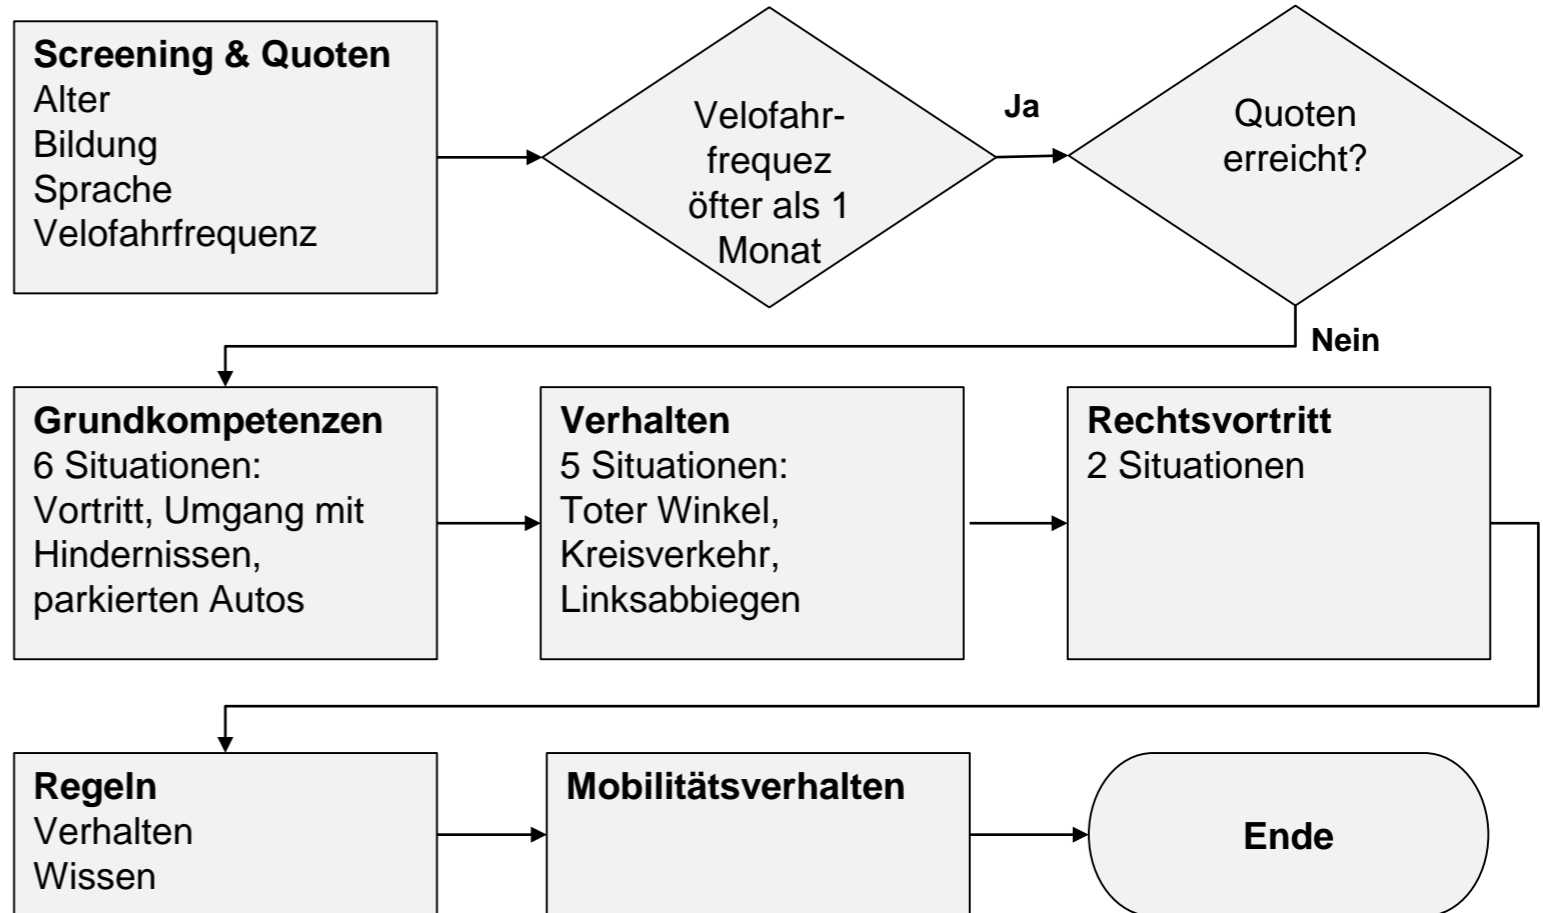 Screening & Quoten
Alter
Bildung
Sprache
Velofahrfrequenz
Velofahr-
frequez
öfter als 1
Monat
Ja
Quoten
erreicht?
Nein
Grundkompetenzen
6 Situationen:
Vortritt, Umgang mit
Hindernissen,
parkierten Autos
Verhalten
5 Situationen:
Toter Winkel,
Kreisverkehr,
Linksabbiegen
Rechtsvortritt
2 Situationen
Regeln
Verhalten
Wissen
Mobilitätsverhalten
Ende